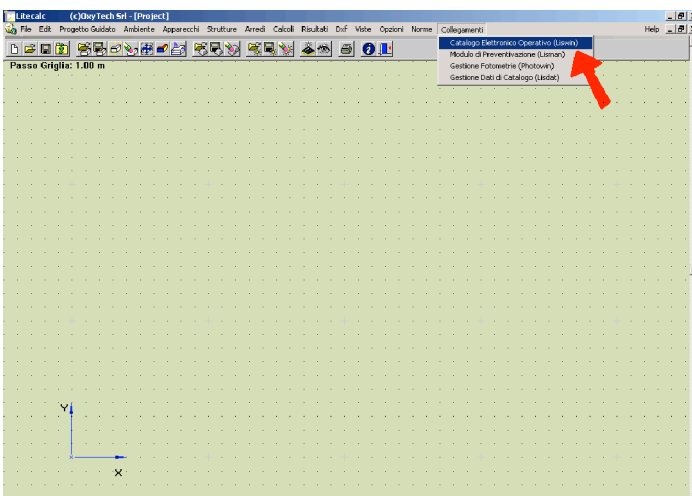 Litecalc (c)OxyTech Srl - [Project]
File Edit Progetto Guidato Ambiente Apparecchi Strutture Arredi Calcoli Risultati Dxf Viste Opzioni Norme Collegamenti Help
Catalogo Elettronico Operativo (Liswin)
Modulo di Preventivazione (Lisman)
Gestione Fotometrie (Photowin)
Gestione Dati di Catalogo (Lisdat)
Passo Griglia: 1.00 m
Y
X